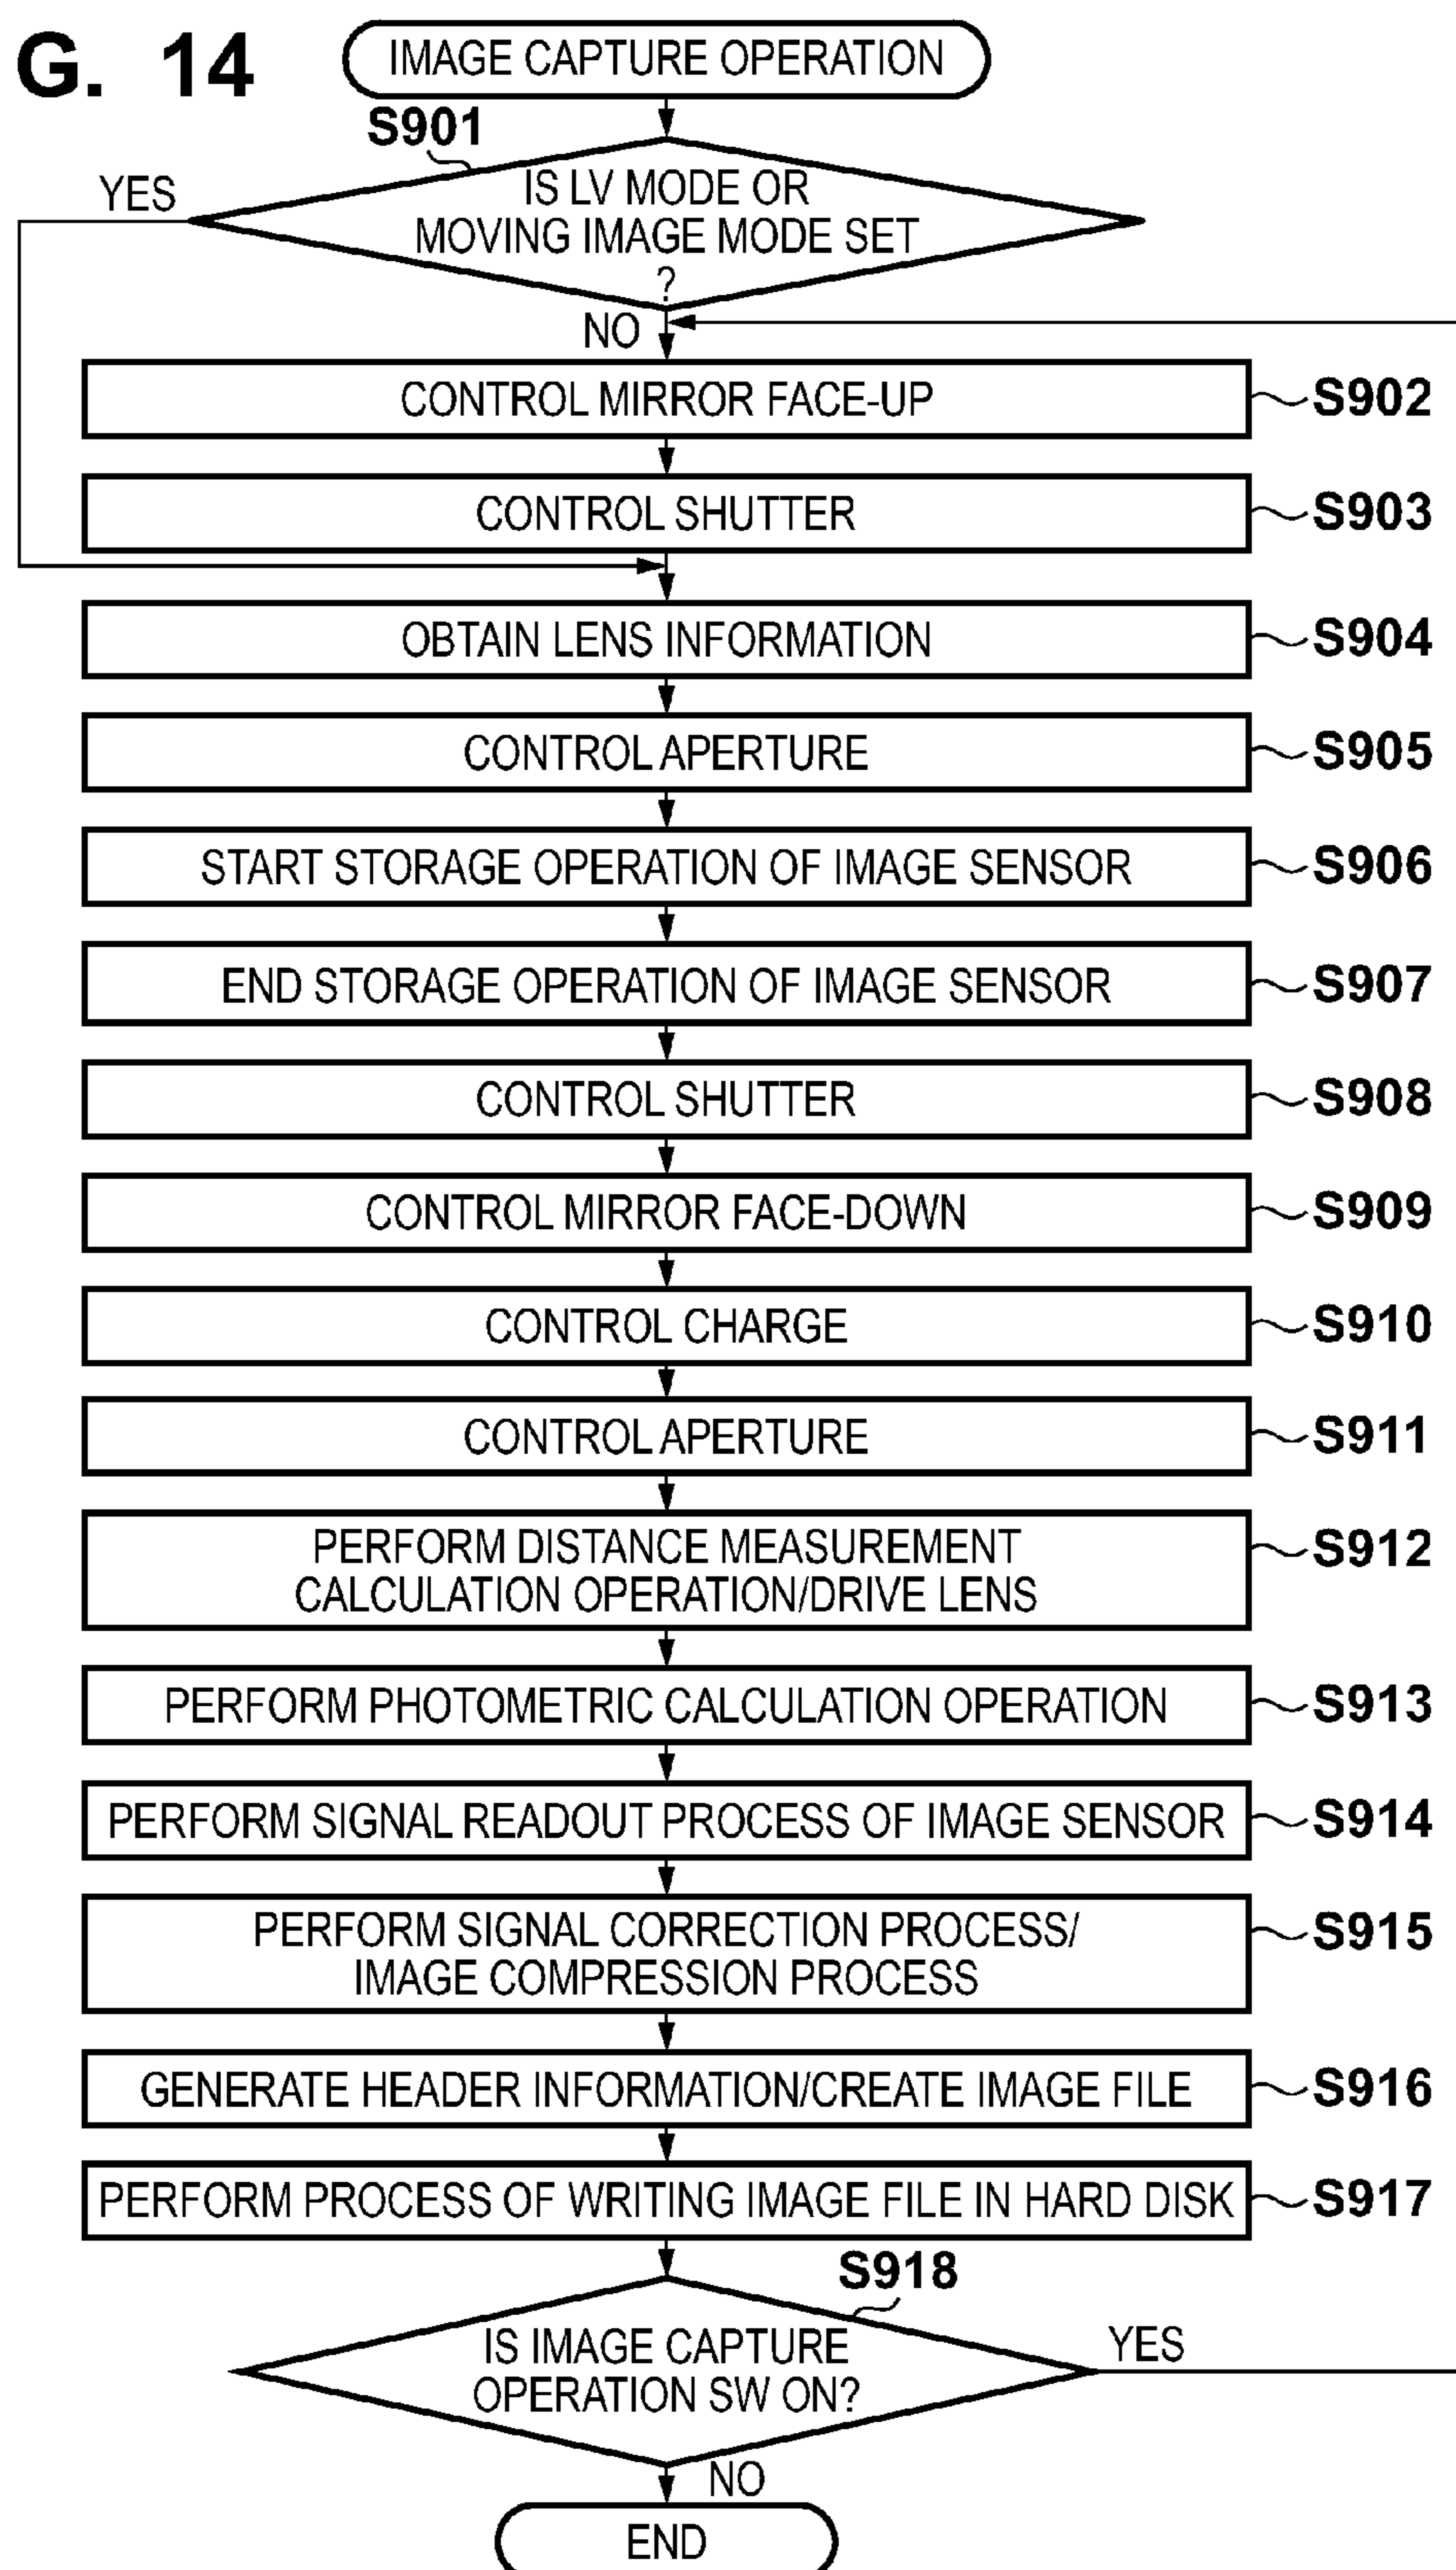 G. 14
IMAGE CAPTURE OPERATION
S901
YES
IS LV MODE OR
MOVING IMAGE MODE SET
?
NO
CONTROL MIRROR FACE-UP
S902
CONTROL SHUTTER
S903
OBTAIN LENS INFORMATION
S904
CONTROL APERTURE
S905
START STORAGE OPERATION OF IMAGE SENSOR
S906
END STORAGE OPERATION OF IMAGE SENSOR
S907
CONTROL SHUTTER
S908
CONTROL MIRROR FACE-DOWN
S909
CONTROL CHARGE
S910
CONTROL APERTURE
S911
PERFORM DISTANCE MEASUREMENT
CALCULATION OPERATION/DRIVE LENS
S912
PERFORM PHOTOMETRIC CALCULATION OPERATION
S913
PERFORM SIGNAL READOUT PROCESS OF IMAGE SENSOR
S914
PERFORM SIGNAL CORRECTION PROCESS/
IMAGE COMPRESSION PROCESS
S915
GENERATE HEADER INFORMATION/CREATE IMAGE FILE
S916
PERFORM PROCESS OF WRITING IMAGE FILE IN HARD DISK
S917
S918
IS IMAGE CAPTURE
OPERATION SW ON?
YES
NO
END